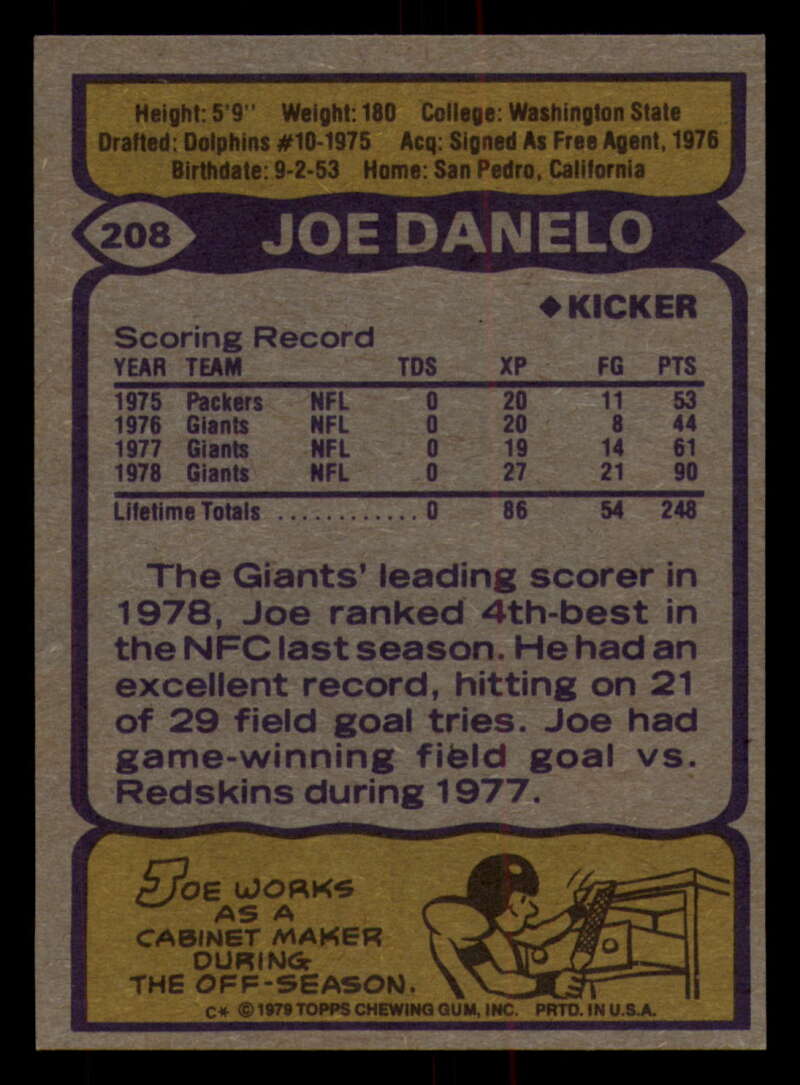 Height: 5'9" Weight: 180 College: Washington State
Drafted: Dolphins #10-1975 Acq: Signed As Free Agent, 1976
Birthdate: 9-2-53 Home: San Pedro, California
208 JOE DANELO
◆ KICKER
Scoring Record
YEAR TEAM TDS XP FG PTS
1975 Packers NFL 0 20 11 53
1976 Giants NFL 0 20 8 44
1977 Giants NFL 0 19 14 61
1978 Giants NFL 0 27 21 90
Lifetime Totals ............ 0 86 54 248
The Giants' leading scorer in
1978, Joe ranked 4th-best in
the NFC last season. He had an
excellent record, hitting on 21
of 29 field goal tries. Joe had
game-winning field goal vs.
Redskins during 1977.
JOE WORKS
AS A
CABINET MAKER
DURING
THE OFF-SEASON.
C* © 1979 TOPPS CHEWING GUM, INC. PRTD. IN U.S.A.